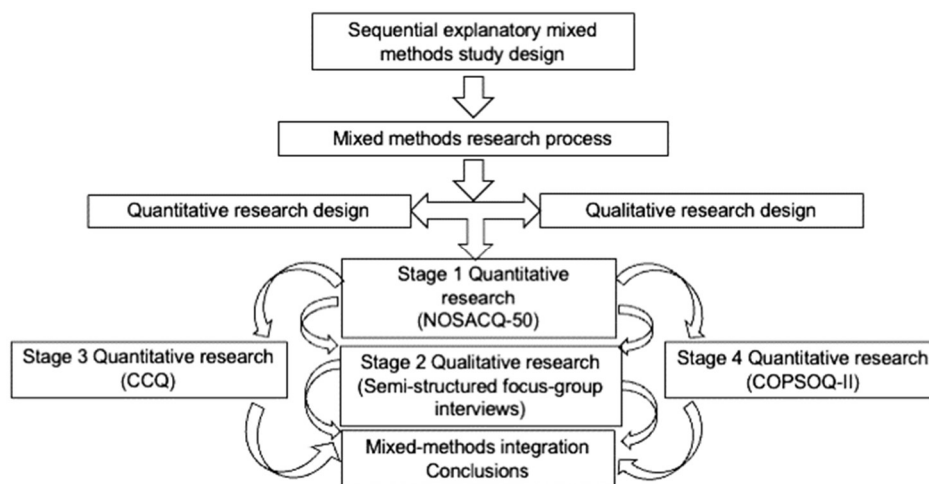 Sequential explanatory mixed
methods study design
Mixed methods research process
Quantitative research design
Qualitative research design
Stage 1 Quantitative
research
(NOSACQ-50)
Stage 3 Quantitative research
(CCQ)
Stage 2 Qualitative research
(Semi-structured focus-group
interviews)
Stage 4 Quantitative research
(COPSOQ-II)
Mixed-methods integration
Conclusions